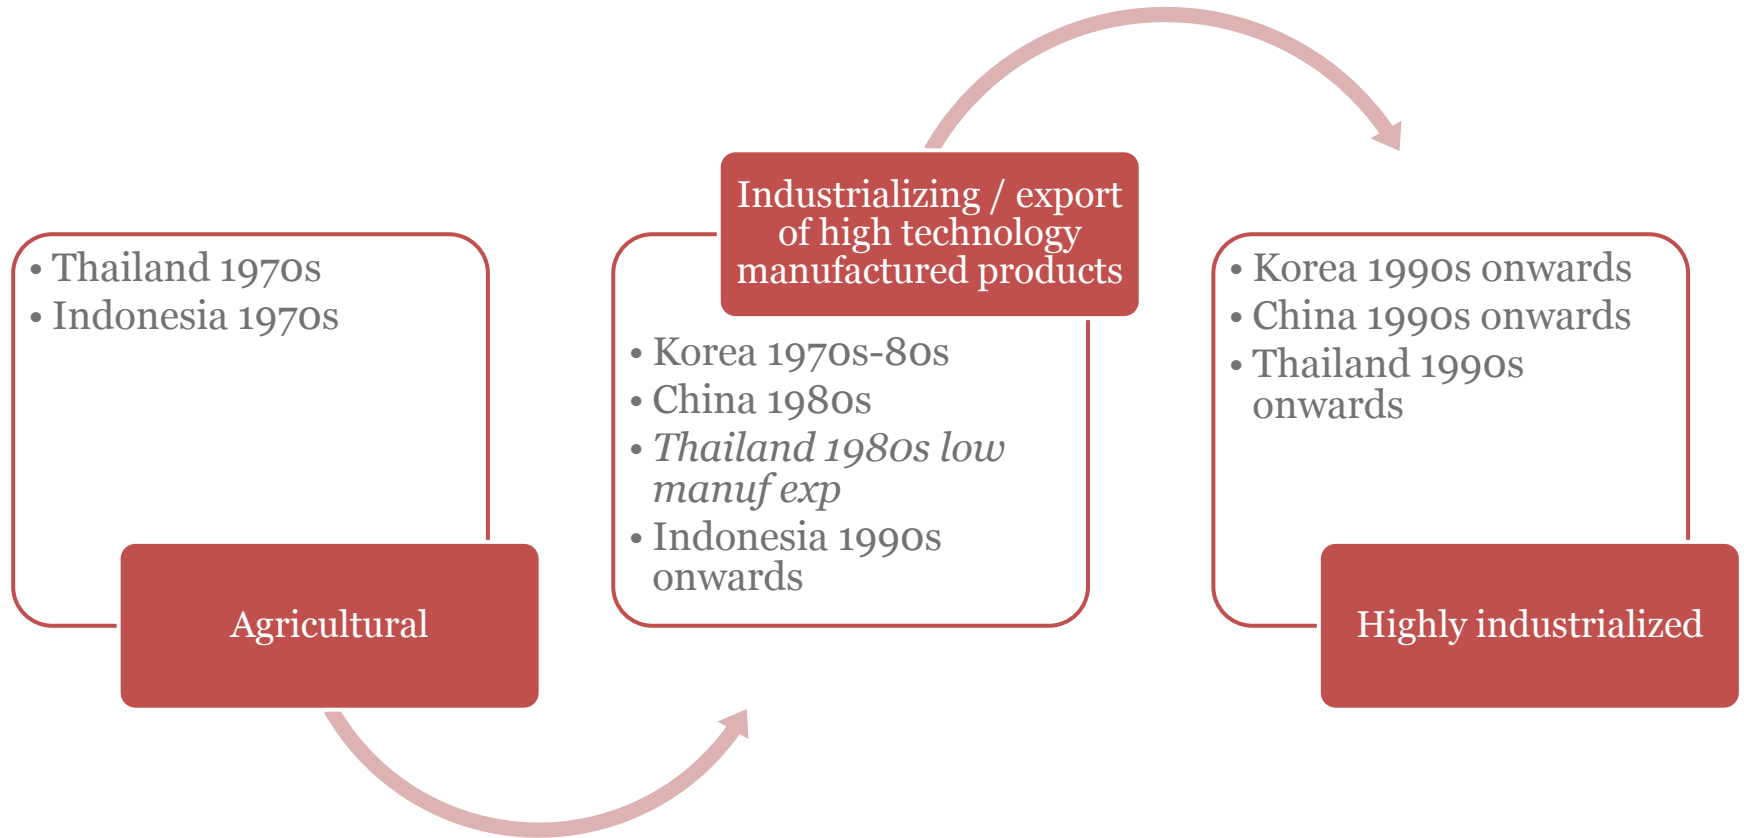 • Thailand 1970s
• Indonesia 1970s
Agricultural
Industrializing / export
of high technology
manufactured products
• Korea 1970s-80s
• China 1980s
• Thailand 1980s low
manuf exp
• Indonesia 1990s
onwards
• Korea 1990s onwards
• China 1990s onwards
• Thailand 1990s
onwards
Highly industrialized